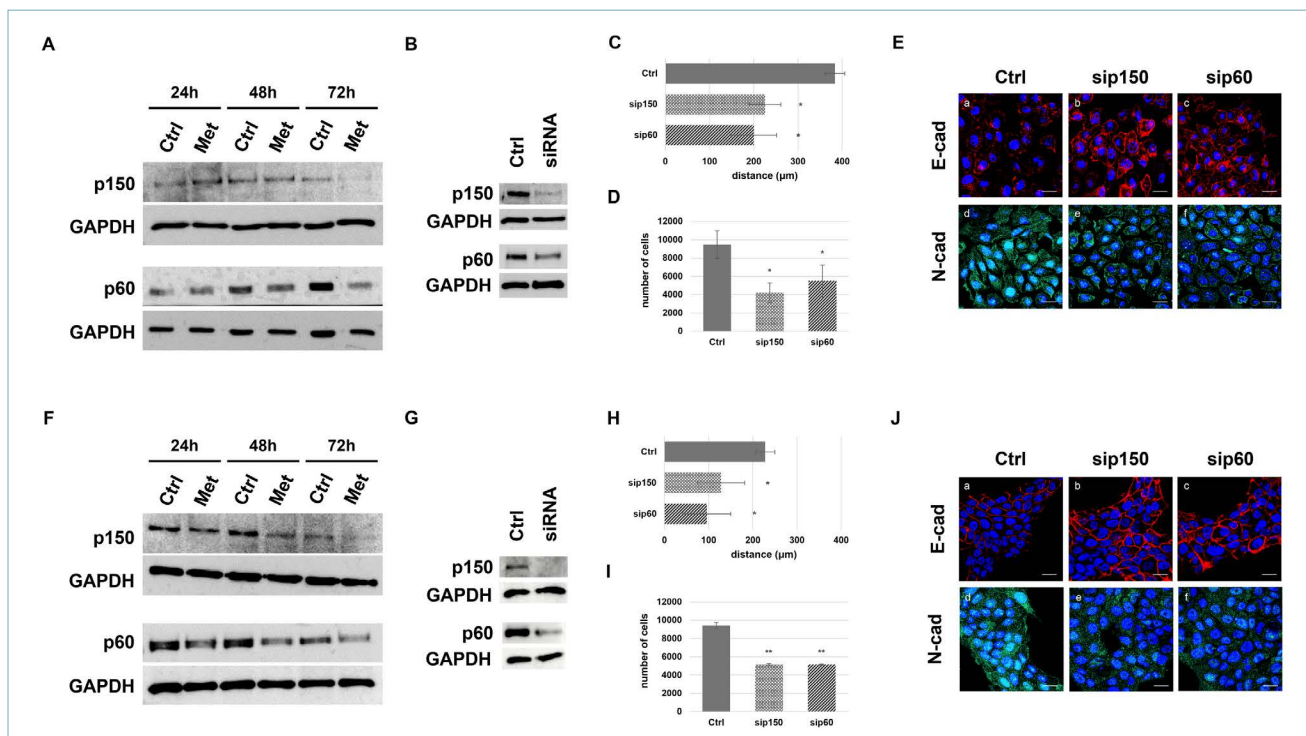 A
24h 48h 72h
Ctrl Met Ctrl Met Ctrl Met
p150
GAPDH
p60
GAPDH
B
Ctrl siRNA
p150
GAPDH
p60
GAPDH
C
Ctrl
sip150 *
sip60 *
0 100 200 300 400
distance (µm)
D
number of cells
12000
10000
8000
6000
4000
2000
0
* *
Ctrl sip150 sip60
E
Ctrl sip150 sip60
E-cad
a b c
N-cad
d e f
F
24h 48h 72h
Ctrl Met Ctrl Met Ctrl Met
p150
GAPDH
p60
GAPDH
G
Ctrl siRNA
p150
GAPDH
p60
GAPDH
H
Ctrl
sip150 *
sip60 *
0 100 200 300 400
distance (µm)
I
number of cells
12000
10000
8000
6000
4000
2000
0
** **
Ctrl sip150 sip60
J
Ctrl sip150 sip60
E-cad
a b c
N-cad
d e f